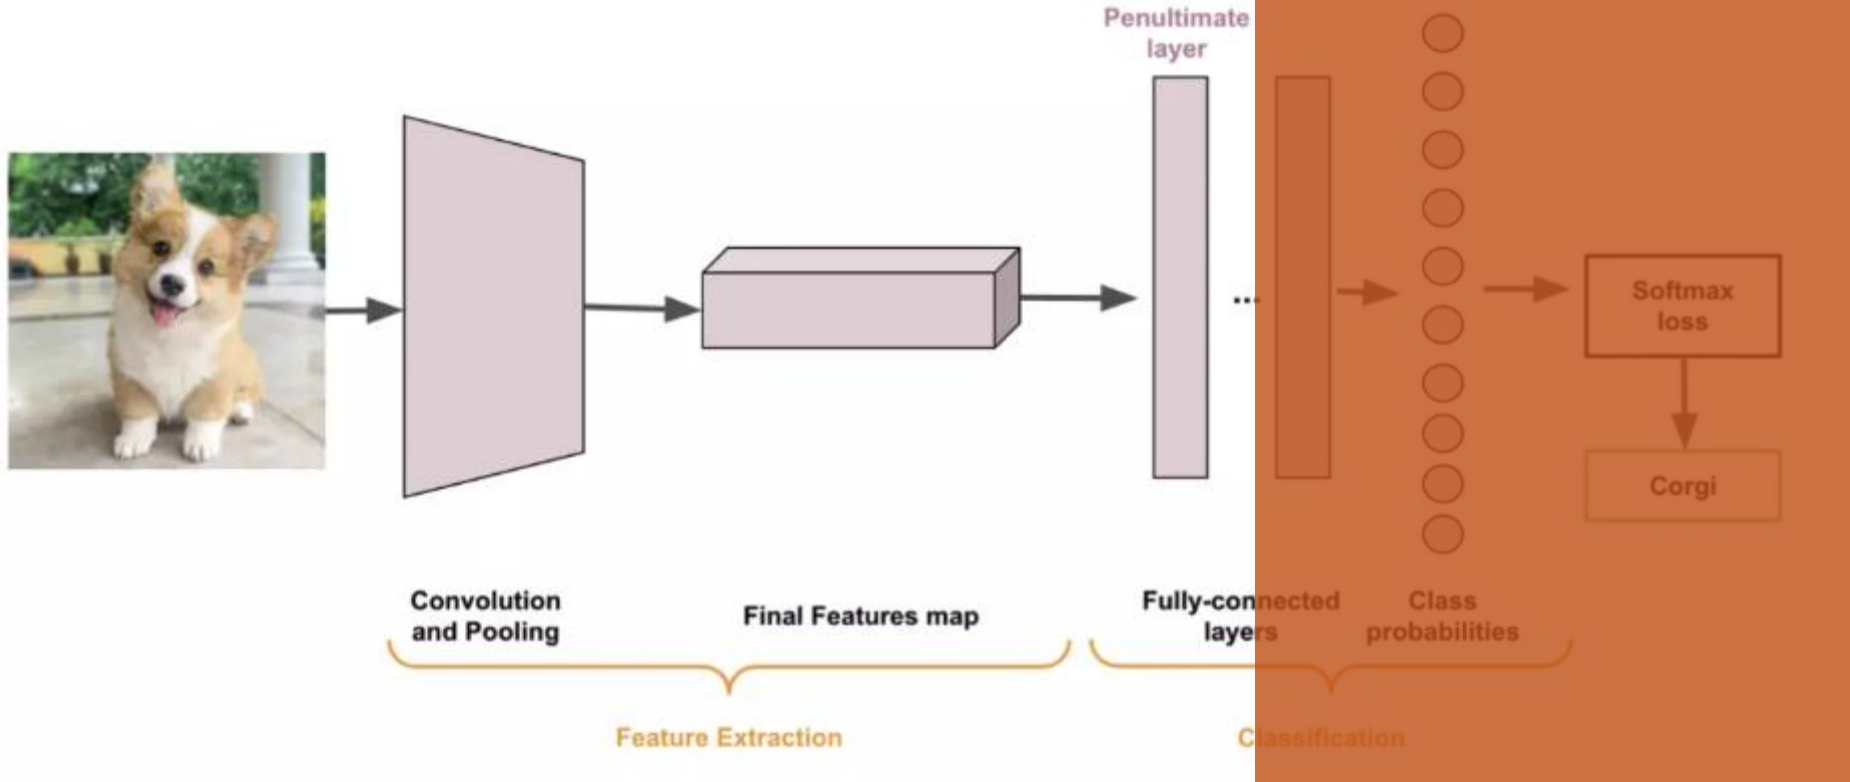 Penultimate
layer
...
Softmax
loss
Corgi
Convolution
and Pooling
Final Features map
Fully-connected
layers
Class
probabilities
Feature Extraction
Classification